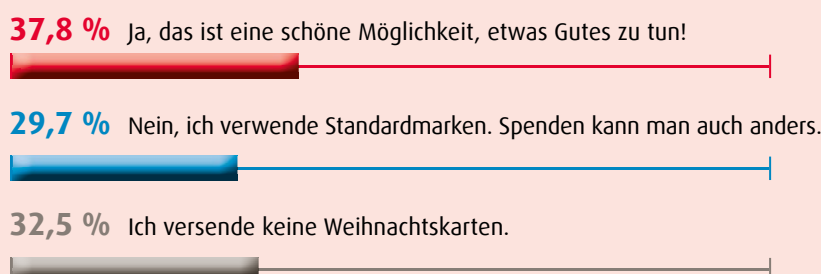 37,8 % Ja, das ist eine schöne Möglichkeit, etwas Gutes zu tun!
29,7 % Nein, ich verwende Standardmarken. Spenden kann man auch anders.
32,5 % Ich versende keine Weihnachtskarten.